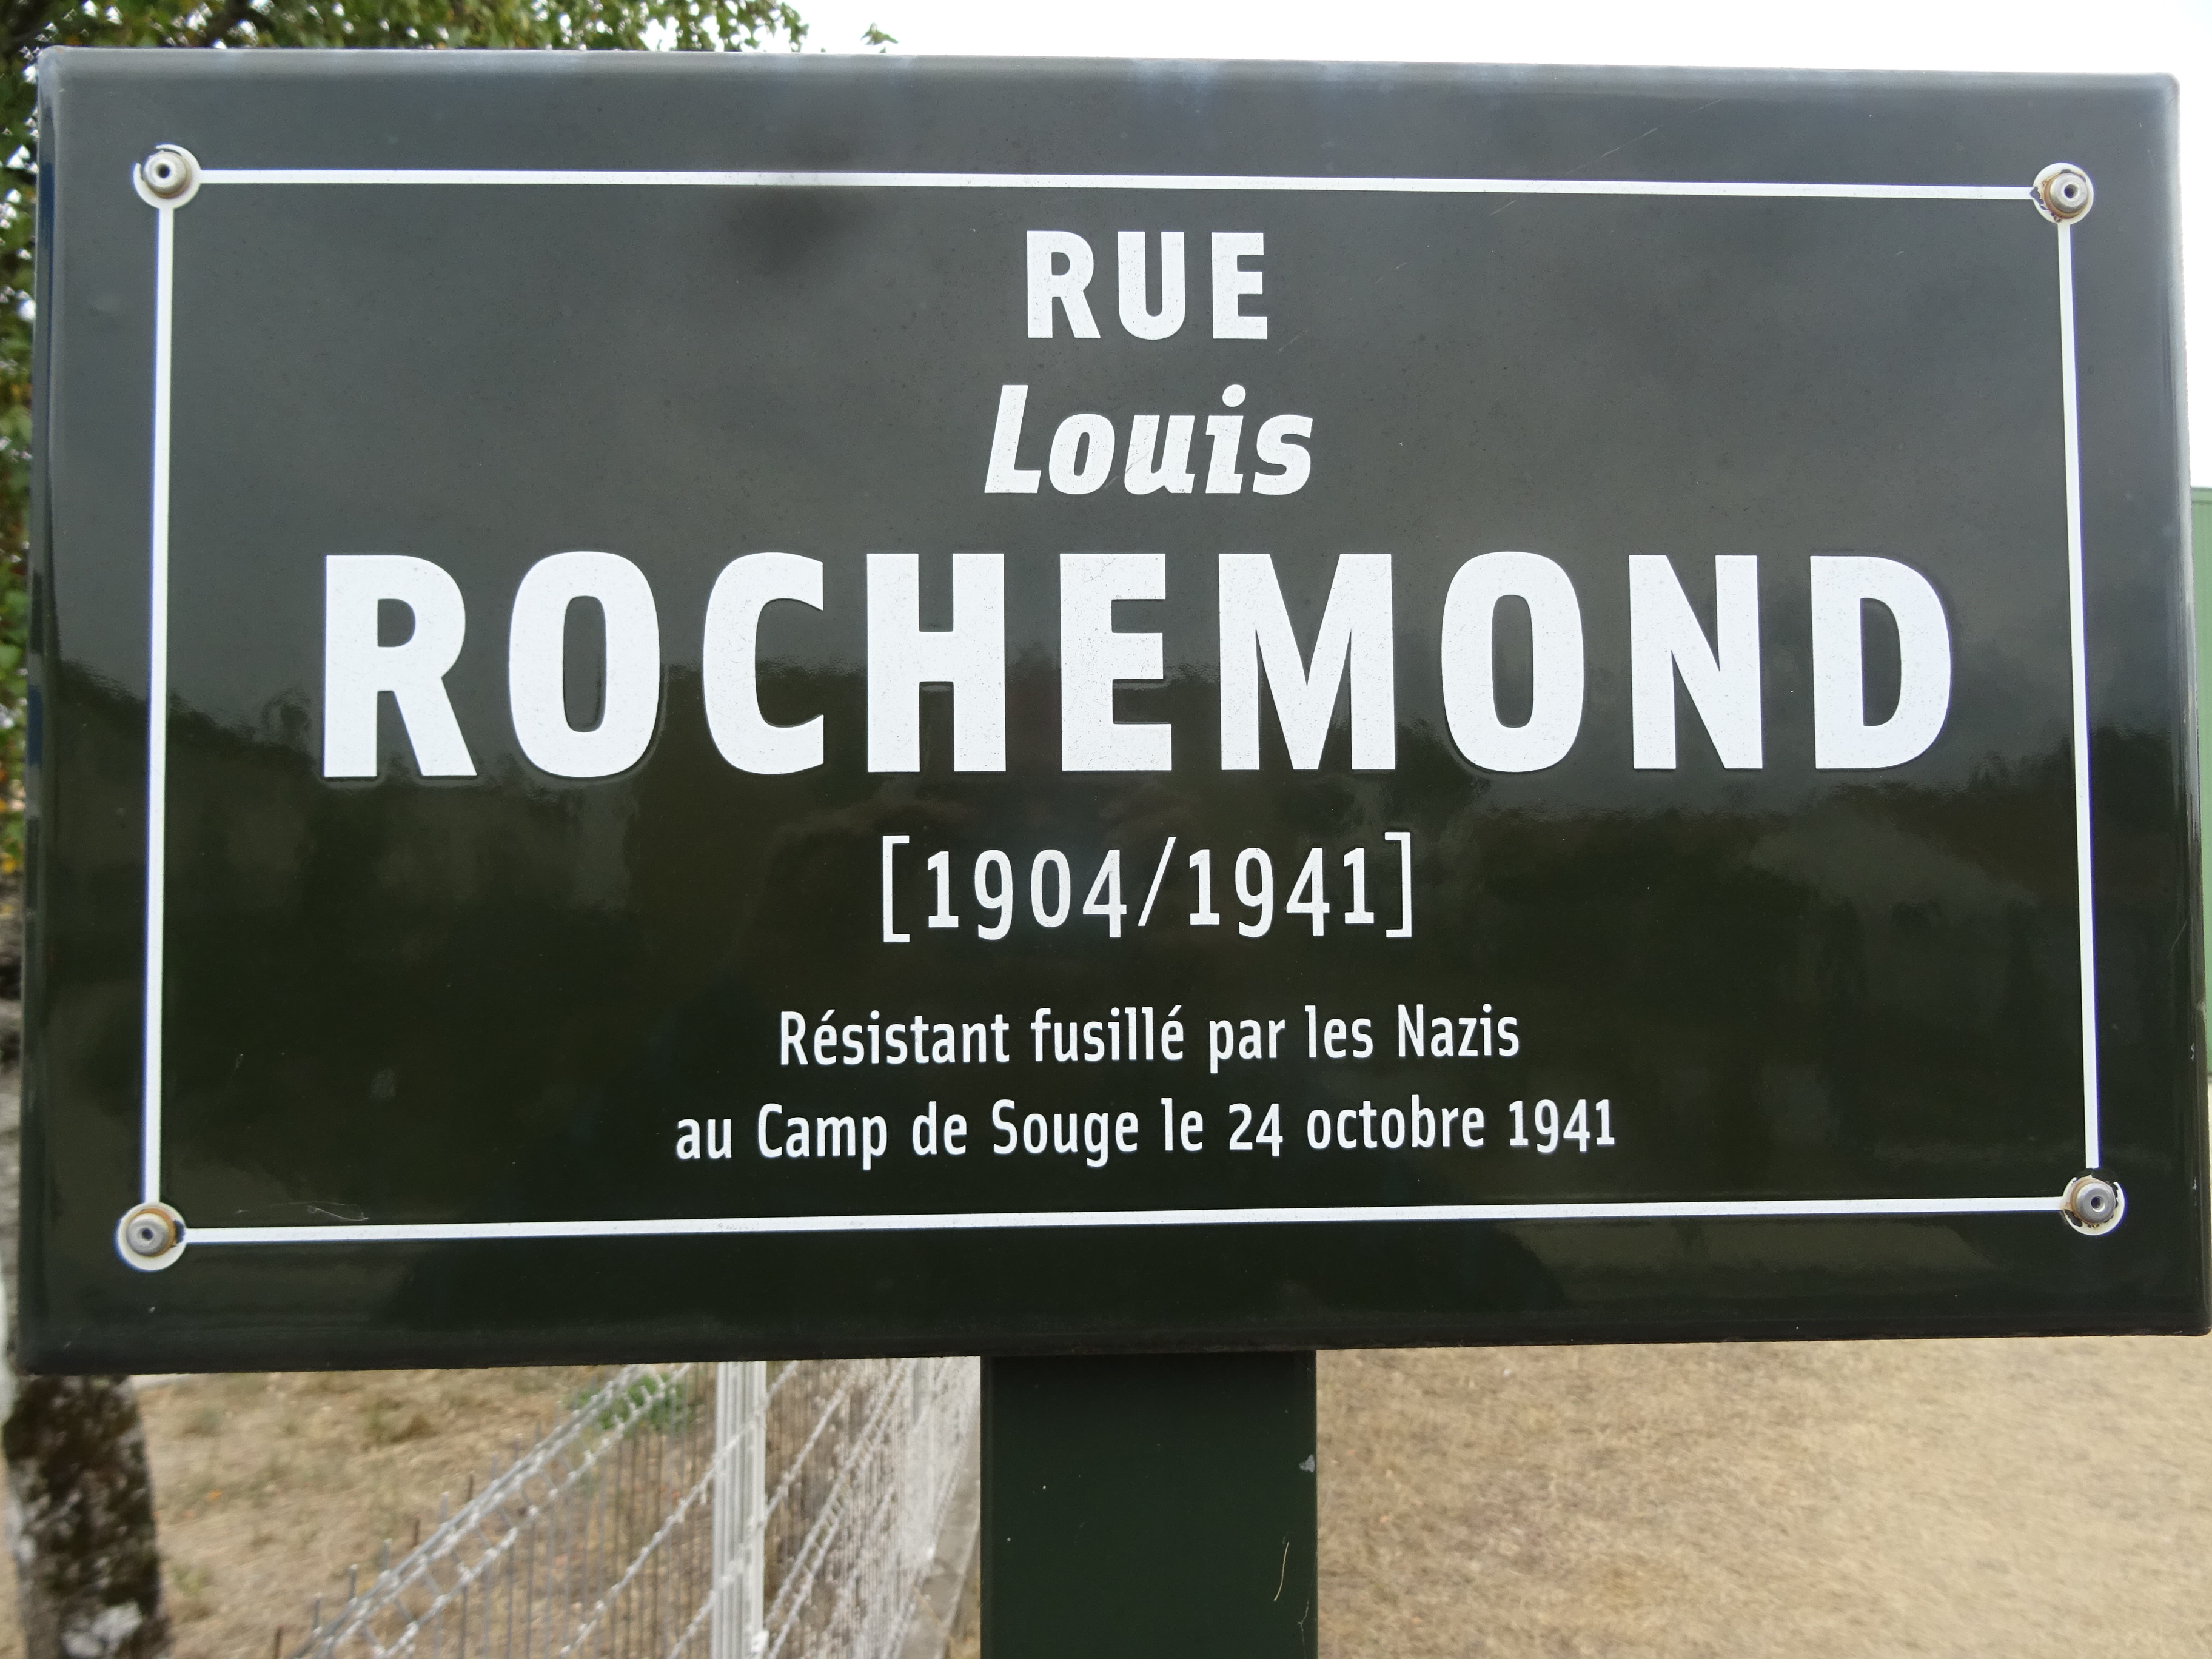 RUE
Louis
ROCHEMOND
[1904/1941]
Résistant fusillé par les Nazis
au Camp de Souge le 24 octobre 1941